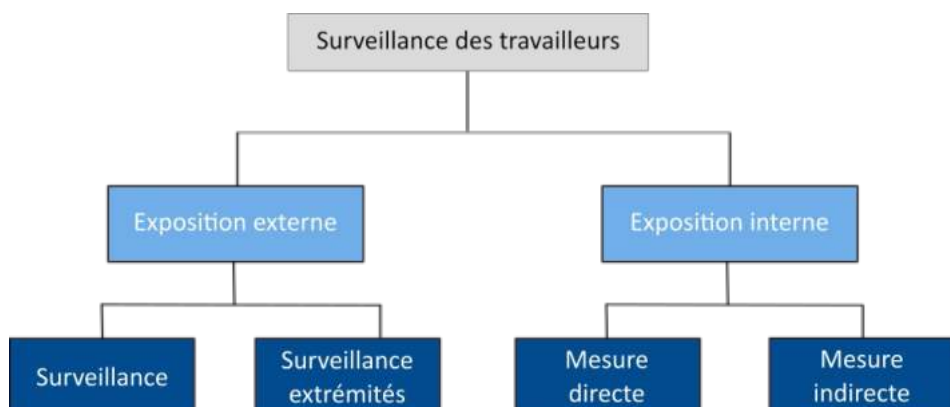 Surveillance des travailleurs
Exposition externe
Exposition interne
Surveillance
Surveillance
extrémités
Mesure
directe
Mesure
indirecte